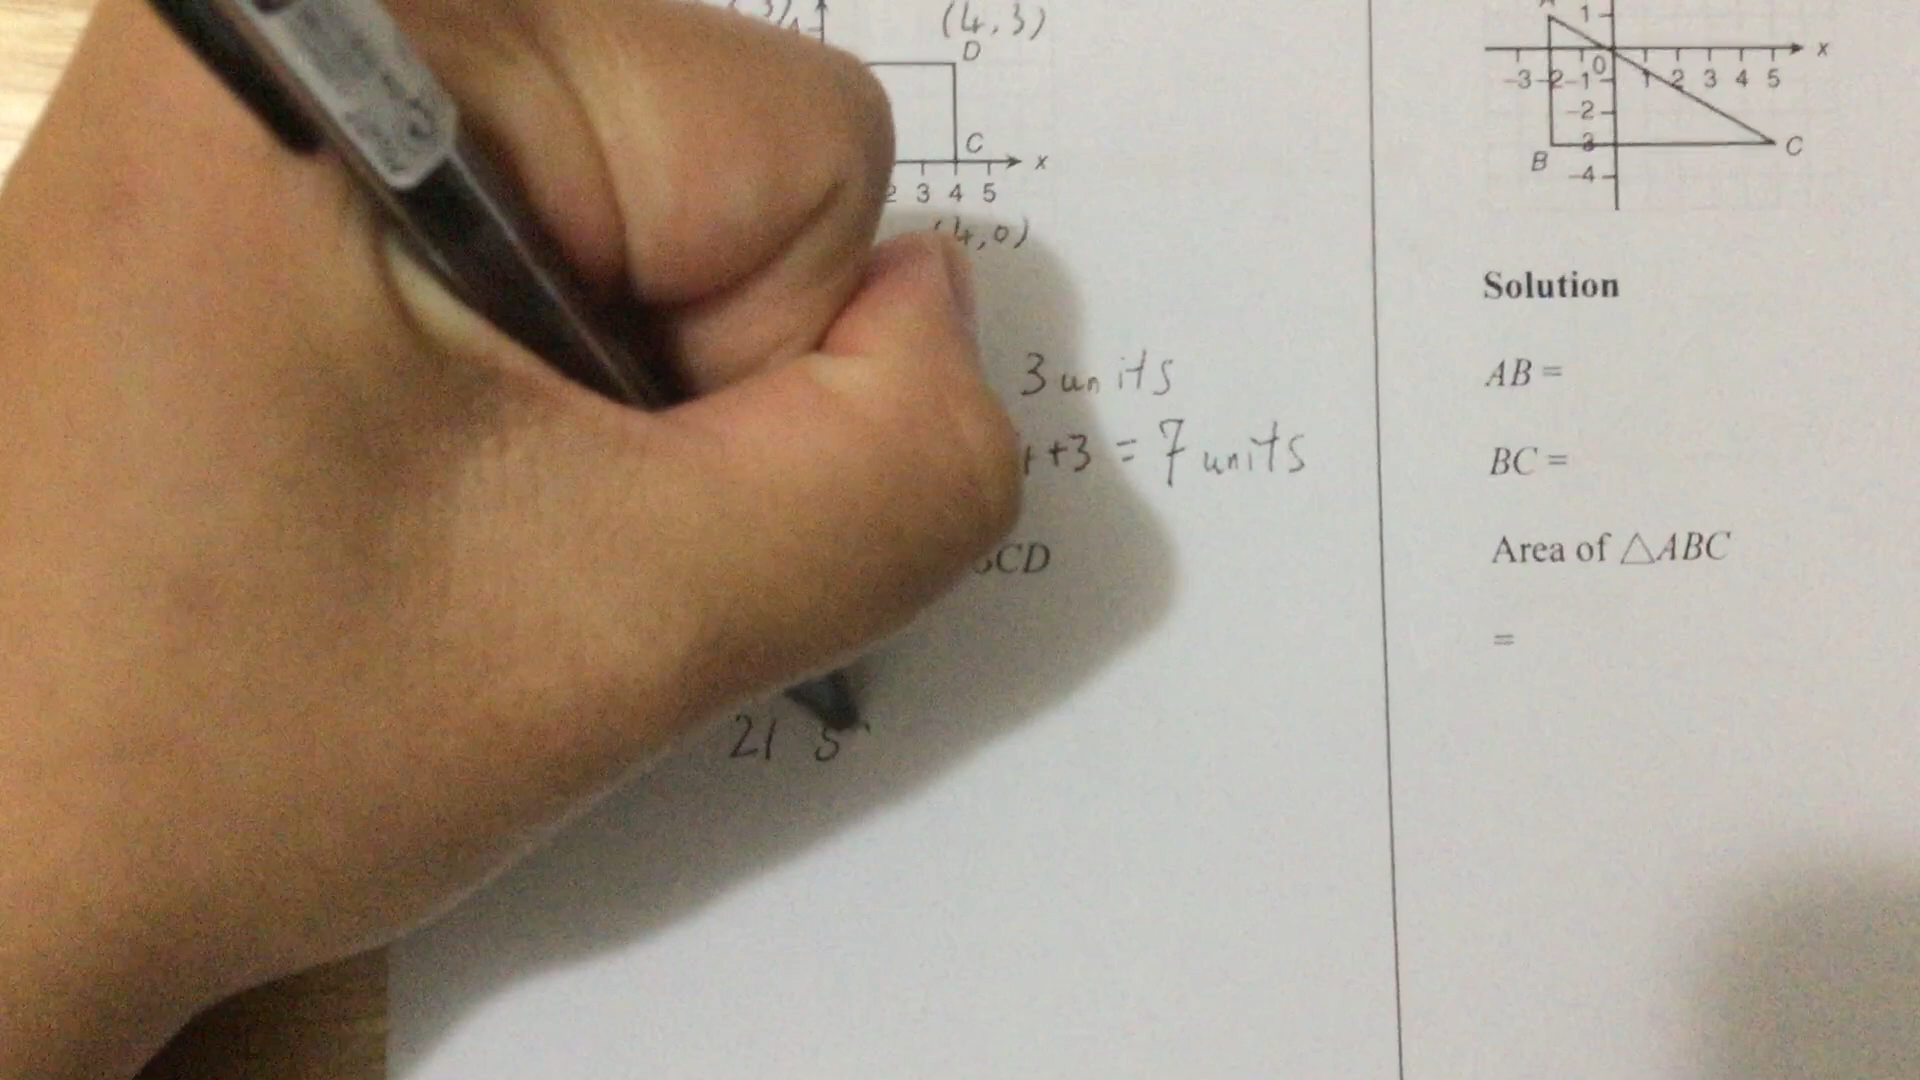 (4,3)
D
C
x
2 3 4 5
(4,0)
3 units
+3 = 7 units
CD
21 s
1
x
0
-3 -2 -1 1 2 3 4 5
-2
-3
B
C
-4
Solution
AB =
BC =
Area of △ABC
=